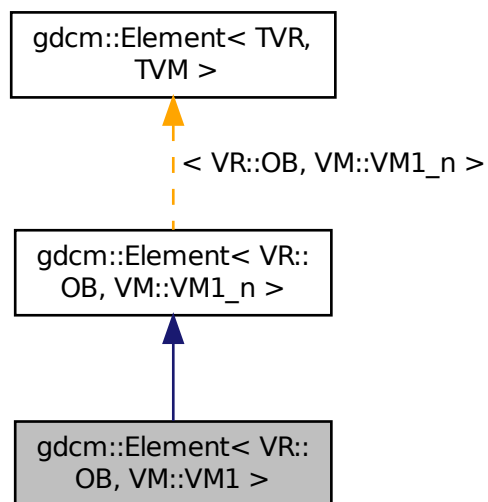 gdcm::Element< TVR,
TVM >
< VR::OB, VM::VM1_n >
gdcm::Element< VR::
OB, VM::VM1_n >
gdcm::Element< VR::
OB, VM::VM1 >